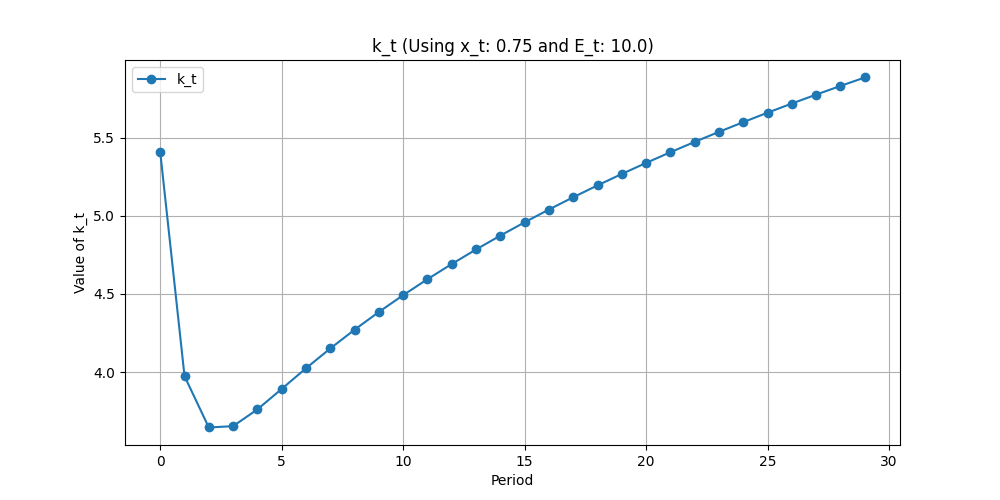 k_t (Using x_t: 0.75 and E_t: 10.0)
k_t
Value of k_t
5.5
5.0
4.5
4.0
0 5 10 15 20 25 30
Period